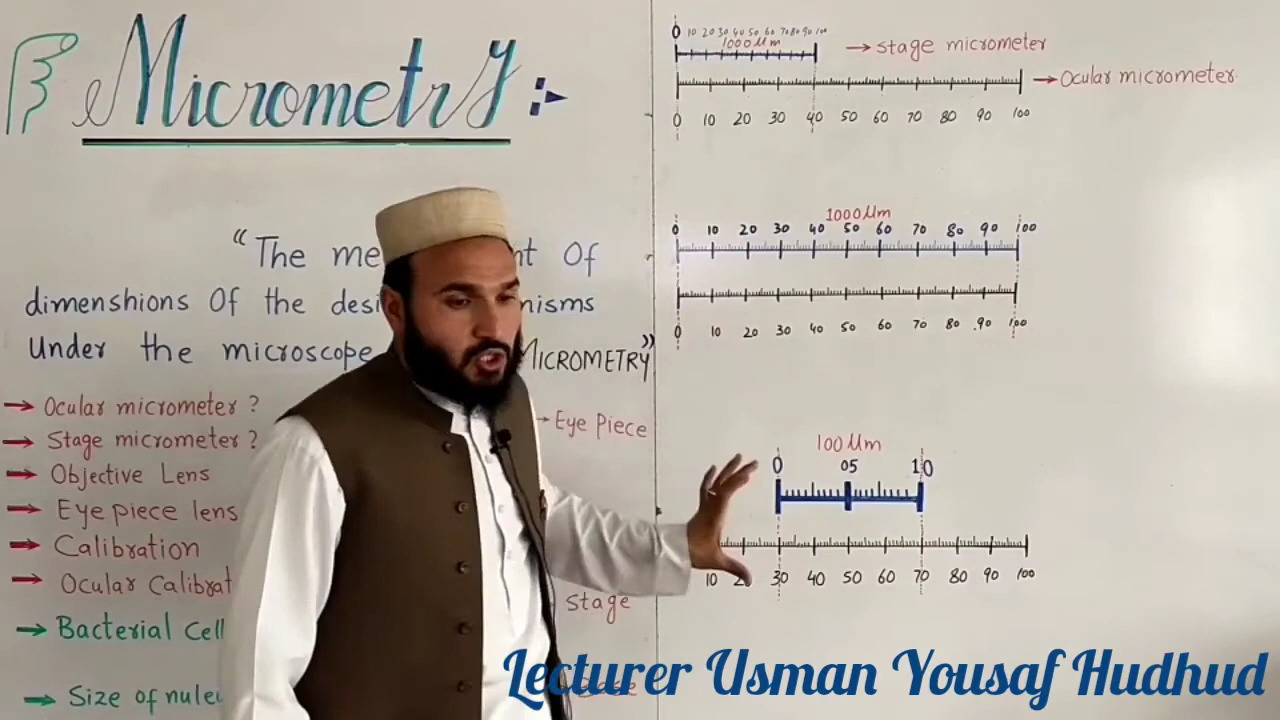 Micrometry :-
“The me nt Of
dimenshions Of the desi nisms
Under the microscope MICROMETRY”
→ Ocular micrometer ?
→ Stage micrometer ?
→ Objective Lens
→ Eye piece lens
→ Calibration
→ Ocular Calibrat
→ Bacterial Cell
→ Size of nule
→ Eye Piece
Stage
0 10 20 30 40 50 60 70 80 90 100
1000 Um
→ Stage micrometer
→ Ocular micrometer
0 10 20 30 40 50 60 70 80 90 100
1000 Um
0 10 20 30 40 50 60 70 80 90 100
0 10 20 30 40 50 60 70 80 90 100
100 Um
0 05 10
10 20 30 40 50 60 70 80 90 100
Lecturer Usman Yousaf Hudhud